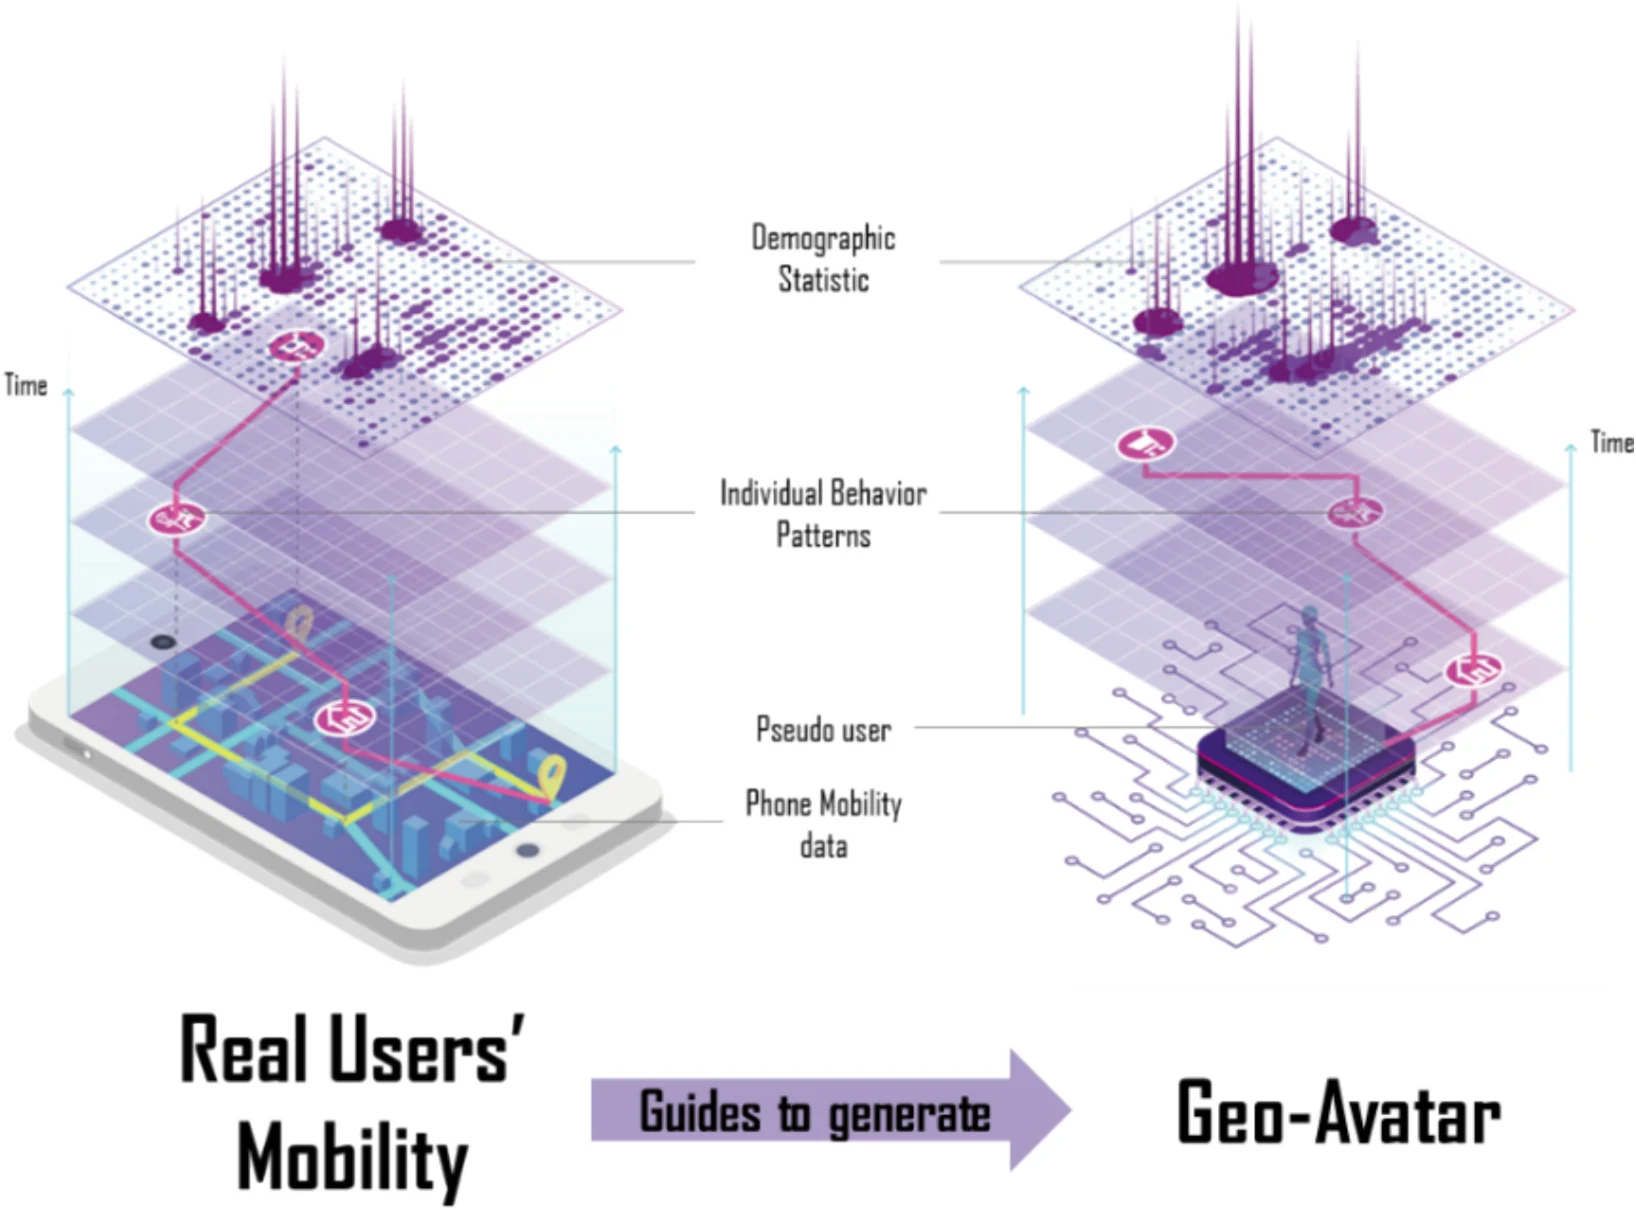 Demographic
Statistic
Time
Time
Individual Behavior
Patterns
Pseudo user
Phone Mobility
data
Real Users’
Mobility
Guides to generate
Geo-Avatar